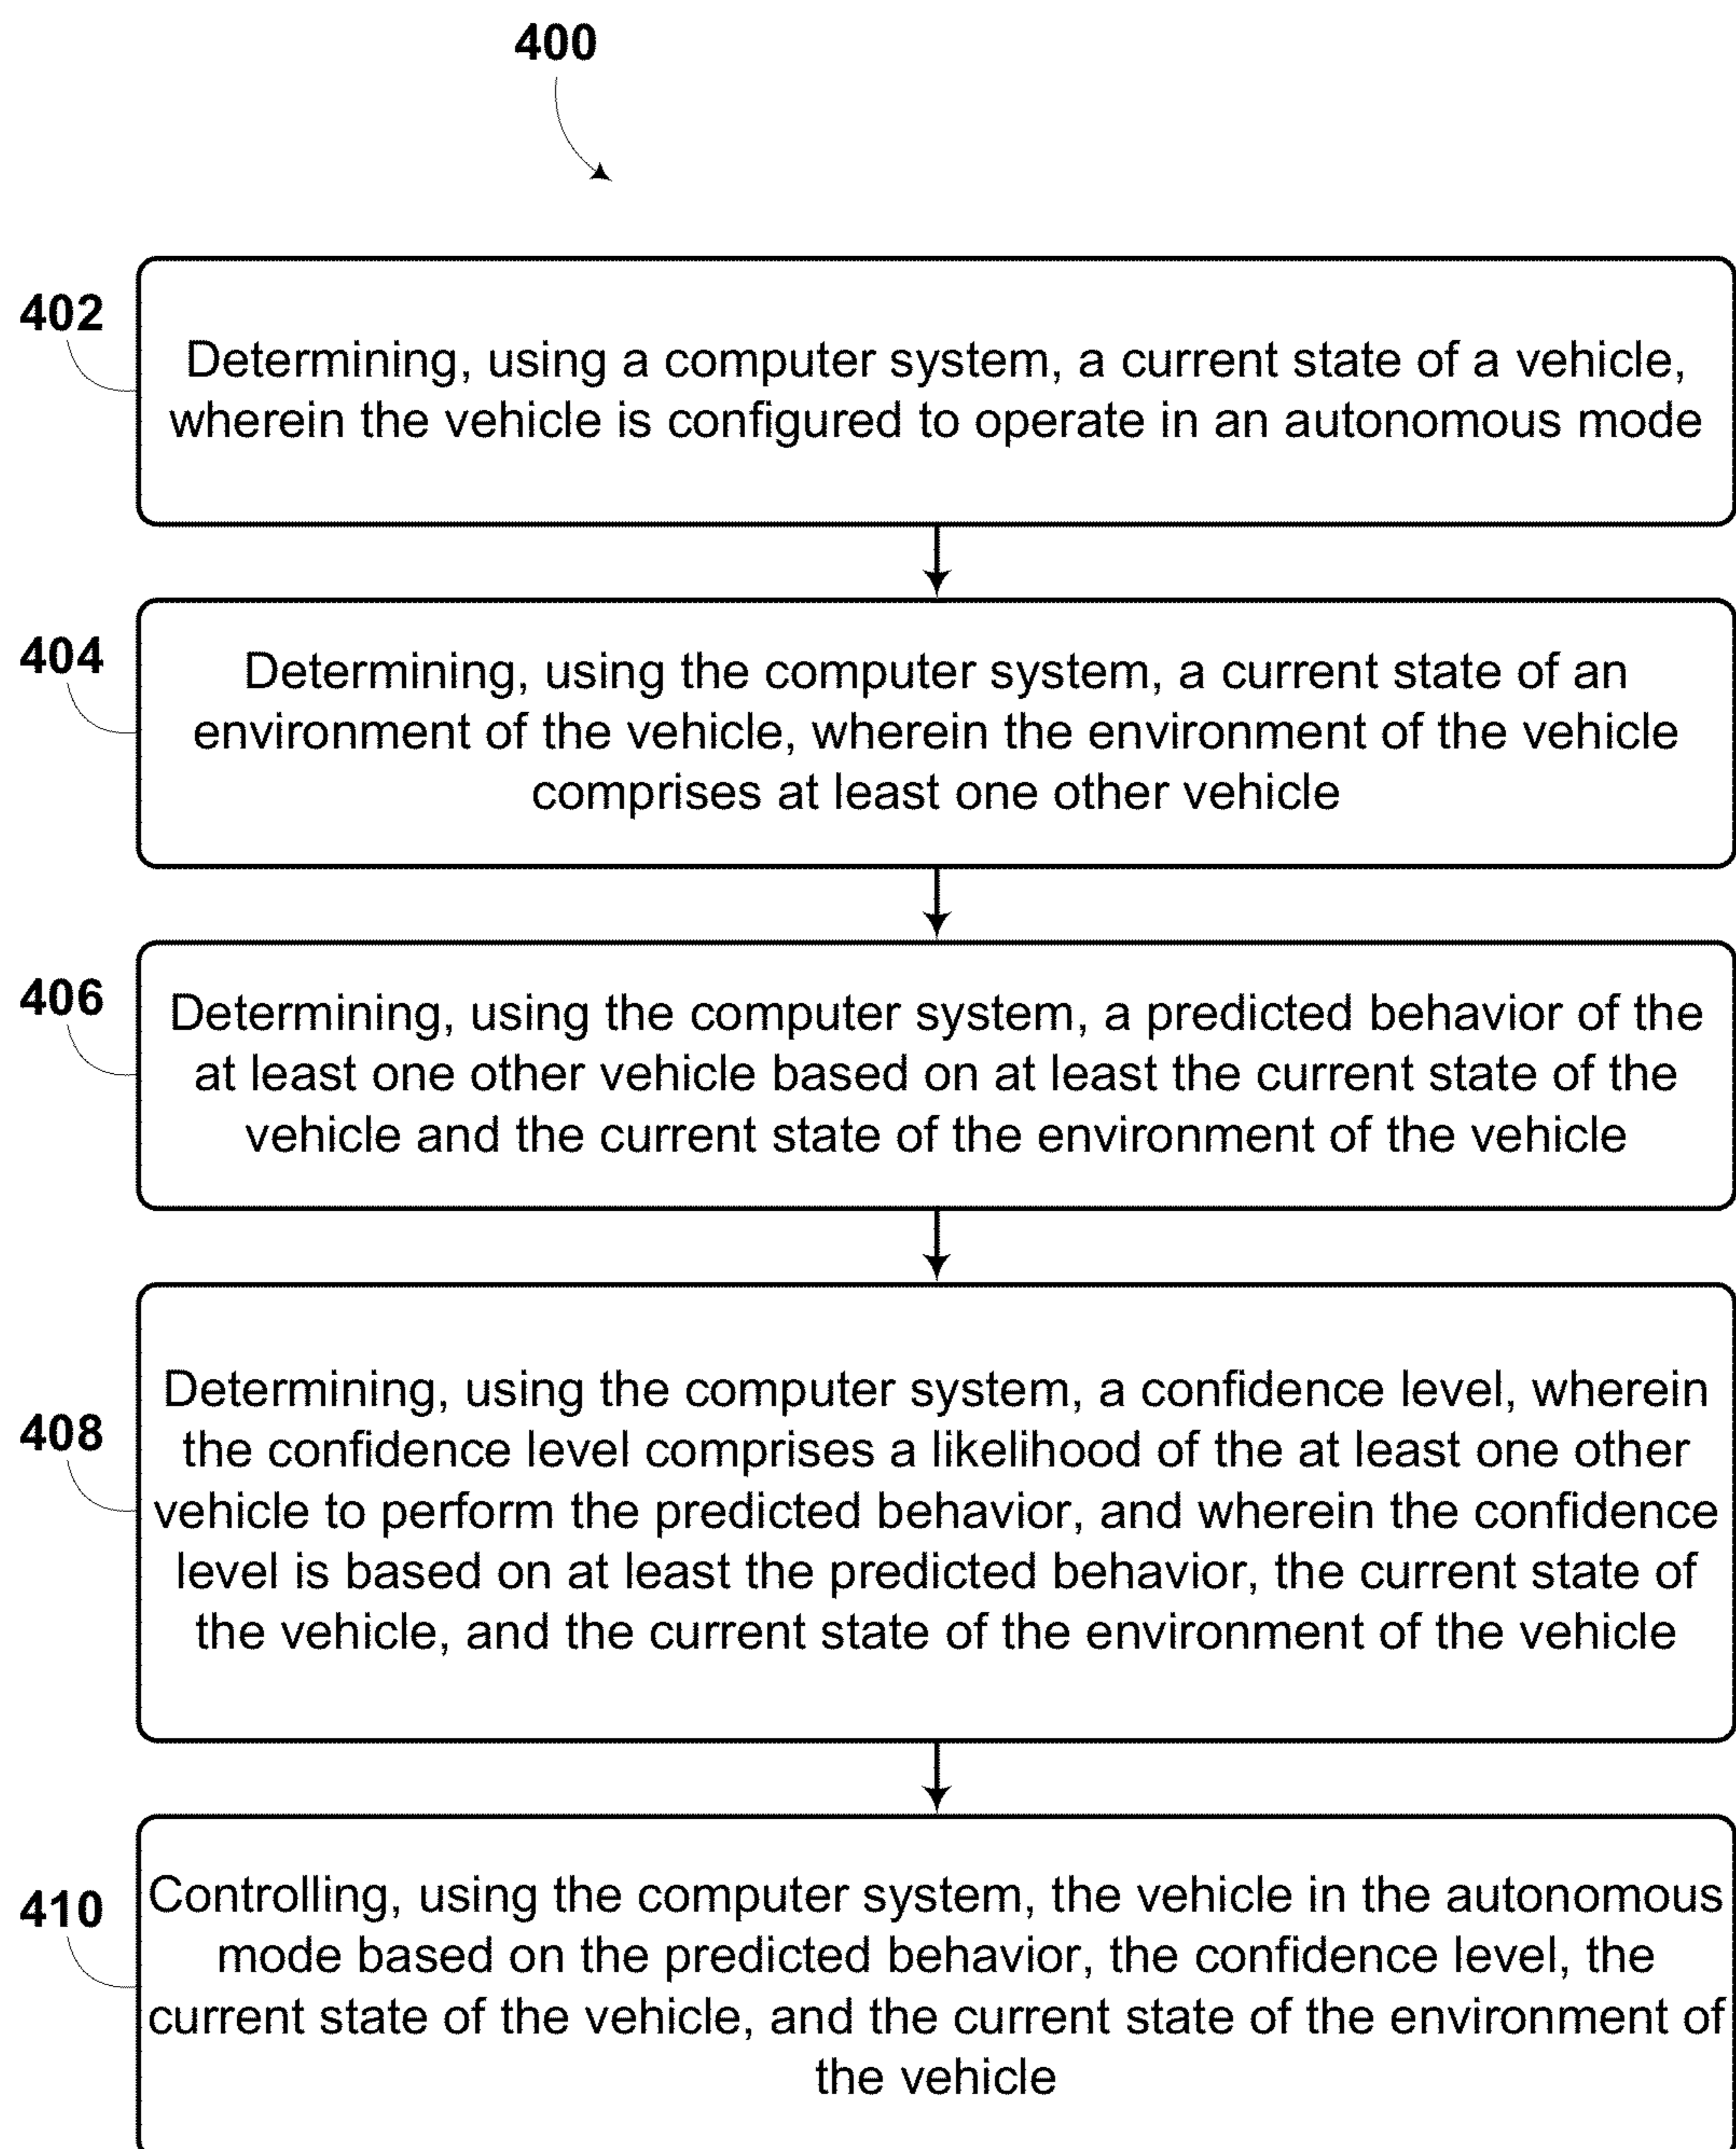 400
402
Determining, using a computer system, a current state of a vehicle,
wherein the vehicle is configured to operate in an autonomous mode
404
Determining, using the computer system, a current state of an
environment of the vehicle, wherein the environment of the vehicle
comprises at least one other vehicle
406
Determining, using the computer system, a predicted behavior of the
at least one other vehicle based on at least the current state of the
vehicle and the current state of the environment of the vehicle
408
Determining, using the computer system, a confidence level, wherein
the confidence level comprises a likelihood of the at least one other
vehicle to perform the predicted behavior, and wherein the confidence
level is based on at least the predicted behavior, the current state of
the vehicle, and the current state of the environment of the vehicle
410
Controlling, using the computer system, the vehicle in the autonomous
mode based on the predicted behavior, the confidence level, the
current state of the vehicle, and the current state of the environment of
the vehicle